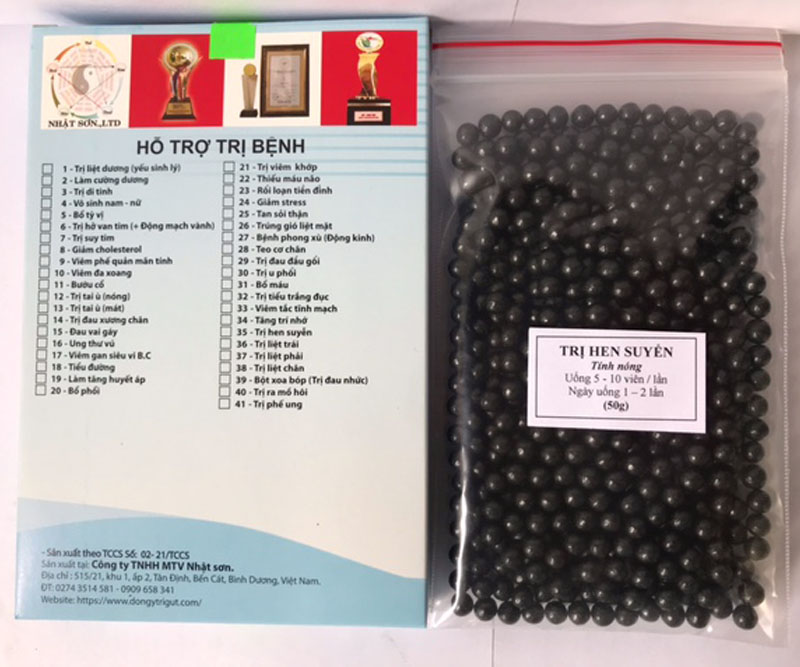 NHẬT SƠN.,LTD
HỖ TRỢ TRỊ BỆNH
1 - Trị liệt dương (yếu sinh lý)
2 - Làm cường dương
3 - Trị di tinh
4 - Vô sinh nam - nữ
5 - Bổ tỳ vị
6 - Trị hở van tim (+ Động mạch vành)
7 - Trị suy tim
8 - Giảm cholesterol
9 - Viêm phế quản mãn tính
10 - Viêm đa xoang
11 - Bướu cổ
12 - Trị tai ù (nóng)
13 - Trị tai ù (mát)
14 - Trị đau xương chân
15 - Đau vai gáy
16 - Ung thư vú
17 - Viêm gan siêu vi B.C
18 - Tiểu đường
19 - Làm tăng huyết áp
20 - Bổ phổi
21 - Trị viêm khớp
22 - Thiếu máu não
23 - Rối loạn tiền đình
24 - Giảm stress
25 - Tan sỏi thận
26 - Trúng gió liệt mặt
27 - Bệnh phong xù (Động kinh)
28 - Teo cơ chân
29 - Trị đau đầu gối
30 - Trị u phổi
31 - Bổ máu
32 - Trị tiểu trắng đục
33 - Viêm tắc tĩnh mạch
34 - Tăng trí nhớ
35 - Trị hen suyễn
36 - Trị liệt trái
37 - Trị liệt phải
38 - Trị liệt chân
39 - Bột xoa bóp (Trị đau nhức)
40 - Trị ra mồ hôi
41 - Trị phế ung
- Sản xuất theo TCCS Số: 02- 21/TCCS
Sản xuất tại: Công ty TNHH MTV Nhật sơn.
Địa chỉ : 515/21, khu 1, ấp 2, Tân Định, Bến Cát, Bình Dương, Việt Nam.
ĐT: 0274 3514 581 - 0909 658 341
Website: https://www.dongytrigut.com/
TRỊ HEN SUYỄN
Tính nóng
Uống 5 - 10 viên / lần
Ngày uống 1 – 2 lần
(50g)